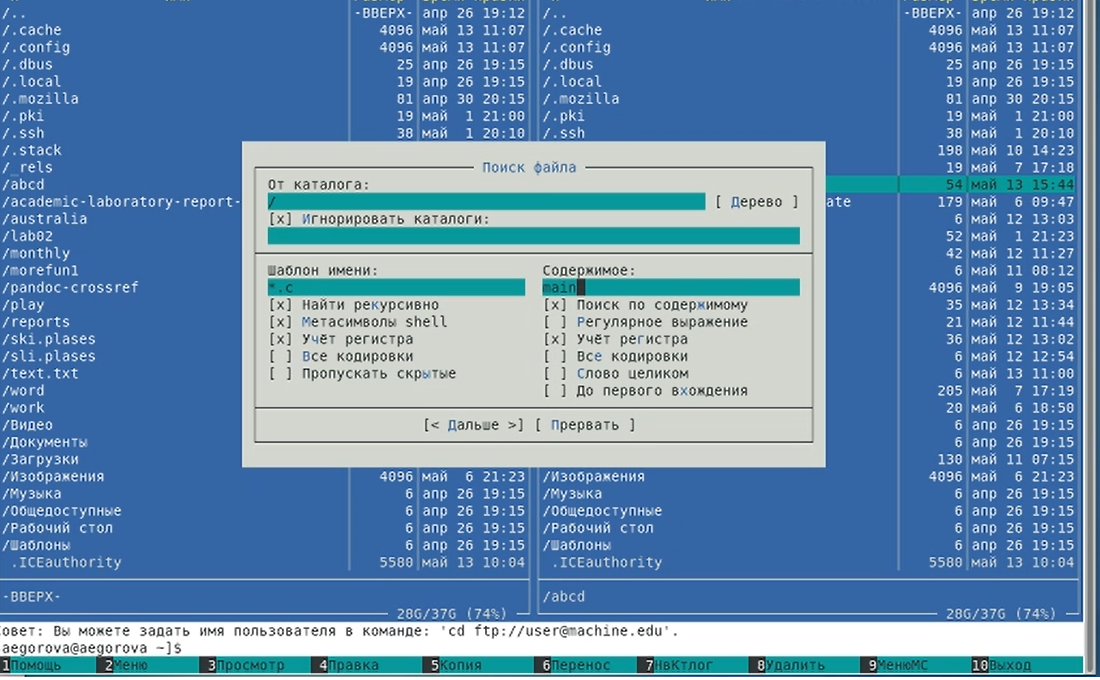 /.. -ВВЕРХ- апр 26 19:12 -ВВЕРХ- апр 26 19:12
/.cache 4096 май 13 11:07 /.cache 4096 май 13 11:07
/.config 4096 май 13 11:07 /.config 4096 май 13 11:07
/.dbus 25 апр 26 19:15 /.dbus 25 апр 26 19:15
/.local 19 апр 26 19:15 /.local 19 апр 26 19:15
/.mozilla 81 апр 30 20:15 /.mozilla 81 апр 30 20:15
/.pki 19 май 1 21:00 /.pki 19 май 1 21:00
/.ssh 38 май 1 20:10 /.ssh 38 май 1 20:10
/.stack 198 май 10 14:23
/_rels 19 май 7 17:18
/abcd 54 май 13 15:44
/academic-laboratory-report- ate 179 май 6 09:47
/australia 6 май 12 13:03
/lab02 52 май 1 21:23
/monthly 42 май 12 11:27
/morefun1 6 май 11 08:12
/pandoc-crossref 4096 май 9 19:05
/play 35 май 12 13:34
/reports 21 май 12 11:44
/ski.plases 36 май 12 13:02
/sli.plases 6 май 12 12:54
/text.txt 6 май 13 11:00
/word 205 май 7 17:19
/work 20 май 6 18:50
/Видео 6 апр 26 19:15
/Документы 6 апр 26 19:15
/Загрузки 130 май 11 07:15
/Изображения 4096 май 6 21:23 /Изображения 4096 май 6 21:23
/Музыка 6 апр 26 19:15 /Музыка 6 апр 26 19:15
/Общедоступные 6 апр 26 19:15 /Общедоступные 6 апр 26 19:15
/Рабочий стол 6 апр 26 19:15 /Рабочий стол 6 апр 26 19:15
/Шаблоны 6 апр 26 19:15 /Шаблоны 6 апр 26 19:15
.ICEauthority 5580 май 13 10:04 .ICEauthority 5580 май 13 10:04
-ВВЕРХ- /abcd
28G/37G (74%) 28G/37G (74%)
Поиск файла
От каталога:
/ [ Дерево ]
[x] Игнорировать каталоги:
Шаблон имени: Содержимое:
*.c main
[x] Найти рекурсивно [x] Поиск по содержимому
[x] Метасимволы shell [ ] Регулярное выражение
[x] Учёт регистра [x] Учёт регистра
[ ] Все кодировки [ ] Все кодировки
[ ] Пропускать скрытые [ ] Слово целиком
[ ] До первого вхождения
[< Дальше >] [ Прервать ]
Совет: Вы можете задать имя пользователя в команде: 'cd ftp://user@machine.edu'.
aegorova@aegorova ~]$
1Помощь 2Меню 3Просмотр 4Правка 5Копия 6Перенос 7НвКтлог 8Удалить 9МенюМС 10Выход